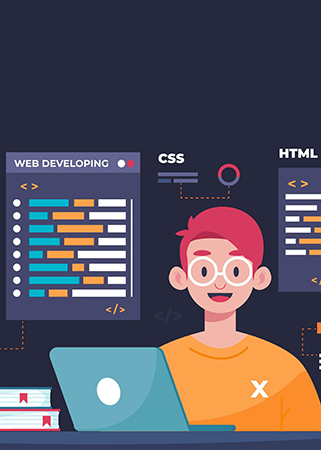 WEB DEVELOPING
CSS
HTML
< >
< >
</>
</>
X